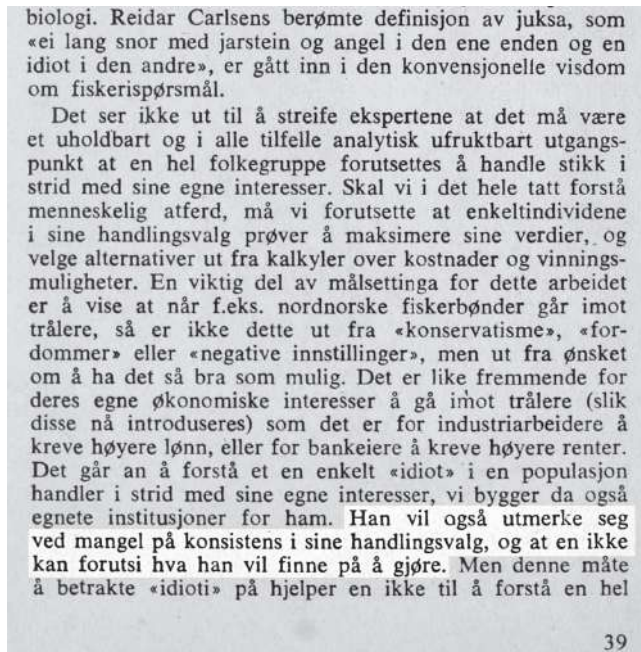 biologi. Reidar Carlsens berømte definisjon av juksa, som
«ei lang snor med jarstein og angel i den ene enden og en
idiot i den andre», er gått inn i den konvensjonelle visdom
om fiskerispørsmål.
Det ser ikke ut til å streife ekspertene at det må være
et uholdbart og i alle tilfelle analytisk ufruktbart utgangs-
punkt at en hel folkegruppe forutsettes å handle stikk i
strid med sine egne interesser. Skal vi i det hele tatt forstå
menneskelig atferd, må vi forutsette at enkeltindividene
i sine handlingsvalg prøver å maksimere sine verdier, og
velge alternativer ut fra kalkyler over kostnader og vinnings-
muligheter. En viktig del av målsettinga for dette arbeidet
er å vise at når f.eks. nordnorske fiskerbønder går imot
trålere, så er ikke dette ut fra «konservatisme», «for-
dommer» eller «negative innstillinger», men ut fra ønsket
om å ha det så bra som mulig. Det er like fremmende for
deres egne økonomiske interesser å gå imot trålere (slik
disse nå introduseres) som det er for industriarbeidere å
kreve høyere lønn, eller for bankeiere å kreve høyere renter.
Det går an å forstå et en enkelt «idiot» i en populasjon
handler i strid med sine egne interesser, vi bygger da også
egnete institusjoner for ham. Han vil også utmerke seg
ved mangel på konsistens i sine handlingsvalg, og at en ikke
kan forutsi hva han vil finne på å gjøre. Men denne måte
å betrakte «idioti» på hjelper en ikke til å forstå en hel
39